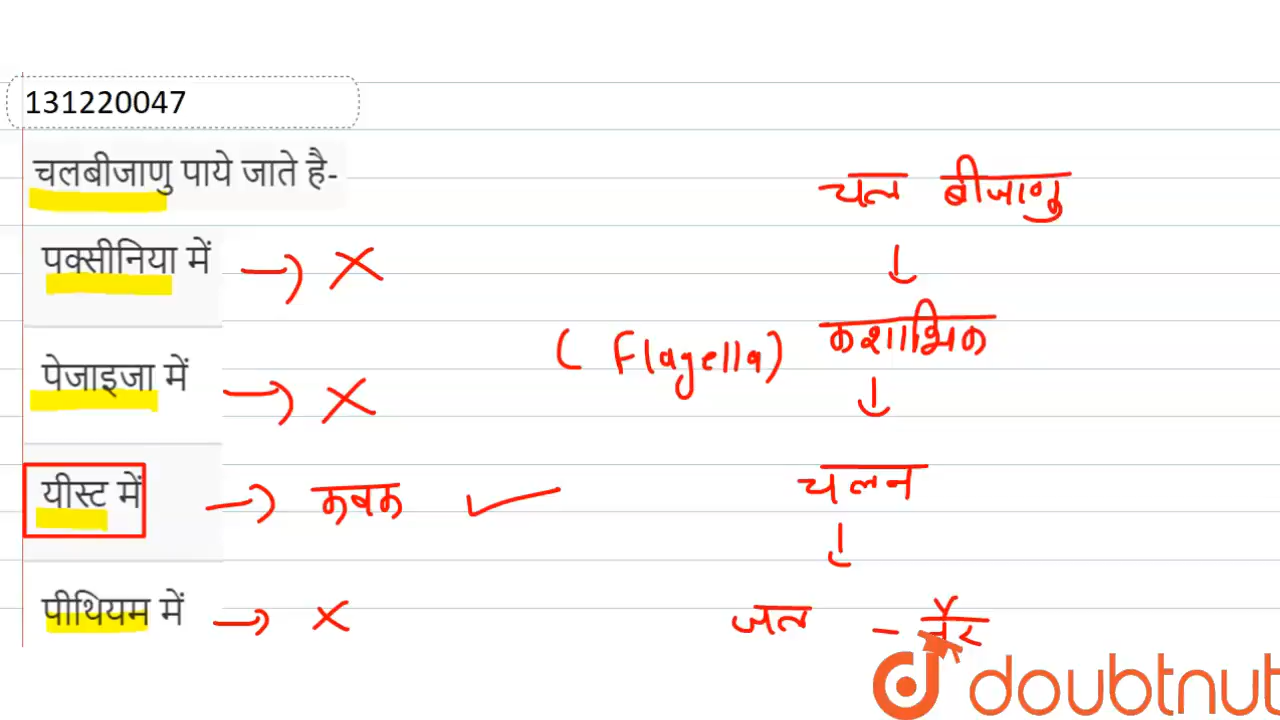 131220047
चलबीजाणु पाये जाते है-
चल बीजाणु
पक्सीनिया में
(Flagella) कशाभिक
पेजाइजा में
चलन
यीस्ट में कवक
पीथियम में
जल - तैर
doubtnut